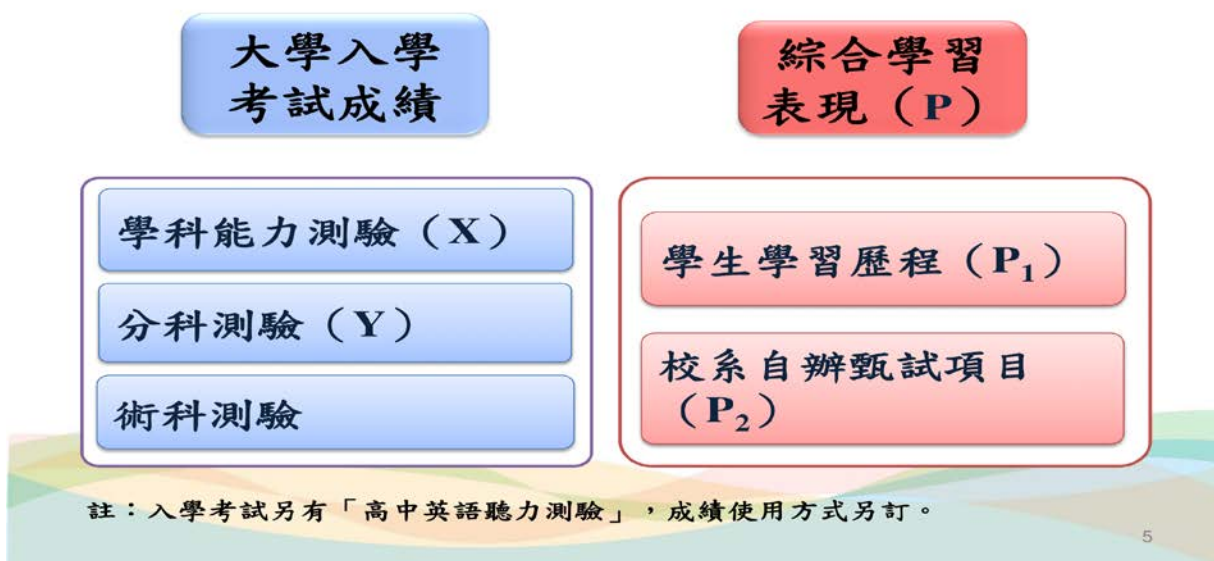 大學入學
考試成績
綜合學習
表現（P）
學科能力測驗（X）
分科測驗（Y）
術科測驗
學生學習歷程（P₁）
校系自辦甄試項目
（P₂）
註：入學考試另有「高中英語聽力測驗」，成績使用方式另訂。
5